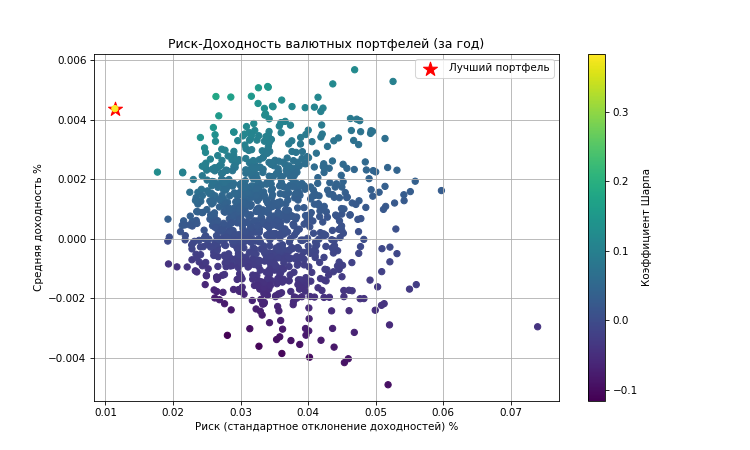 Риск-Доходность валютных портфелей (за год)
Лучший портфель
0.006
0.004
0.002
0.000
−0.002
−0.004
Средняя доходность %
0.01 0.02 0.03 0.04 0.05 0.06 0.07
Риск (стандартное отклонение доходностей) %
0.3
0.2
0.1
0.0
−0.1
Коэффициент Шарпа